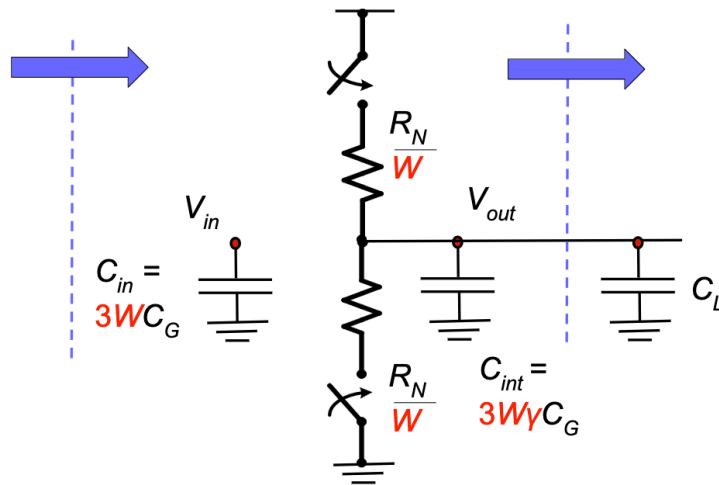 R_N
W
V_in
V_out
C_in =
3WC_G
C_L
R_N
W
C_int =
3WγC_G